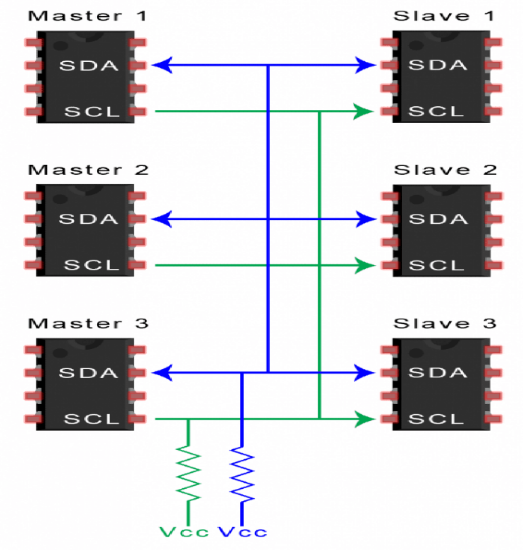 Master 1 Slave 1
SDA SDA
SCL SCL
Master 2 Slave 2
SDA SDA
SCL SCL
Master 3 Slave 3
SDA SDA
SCL SCL
Vcc Vcc